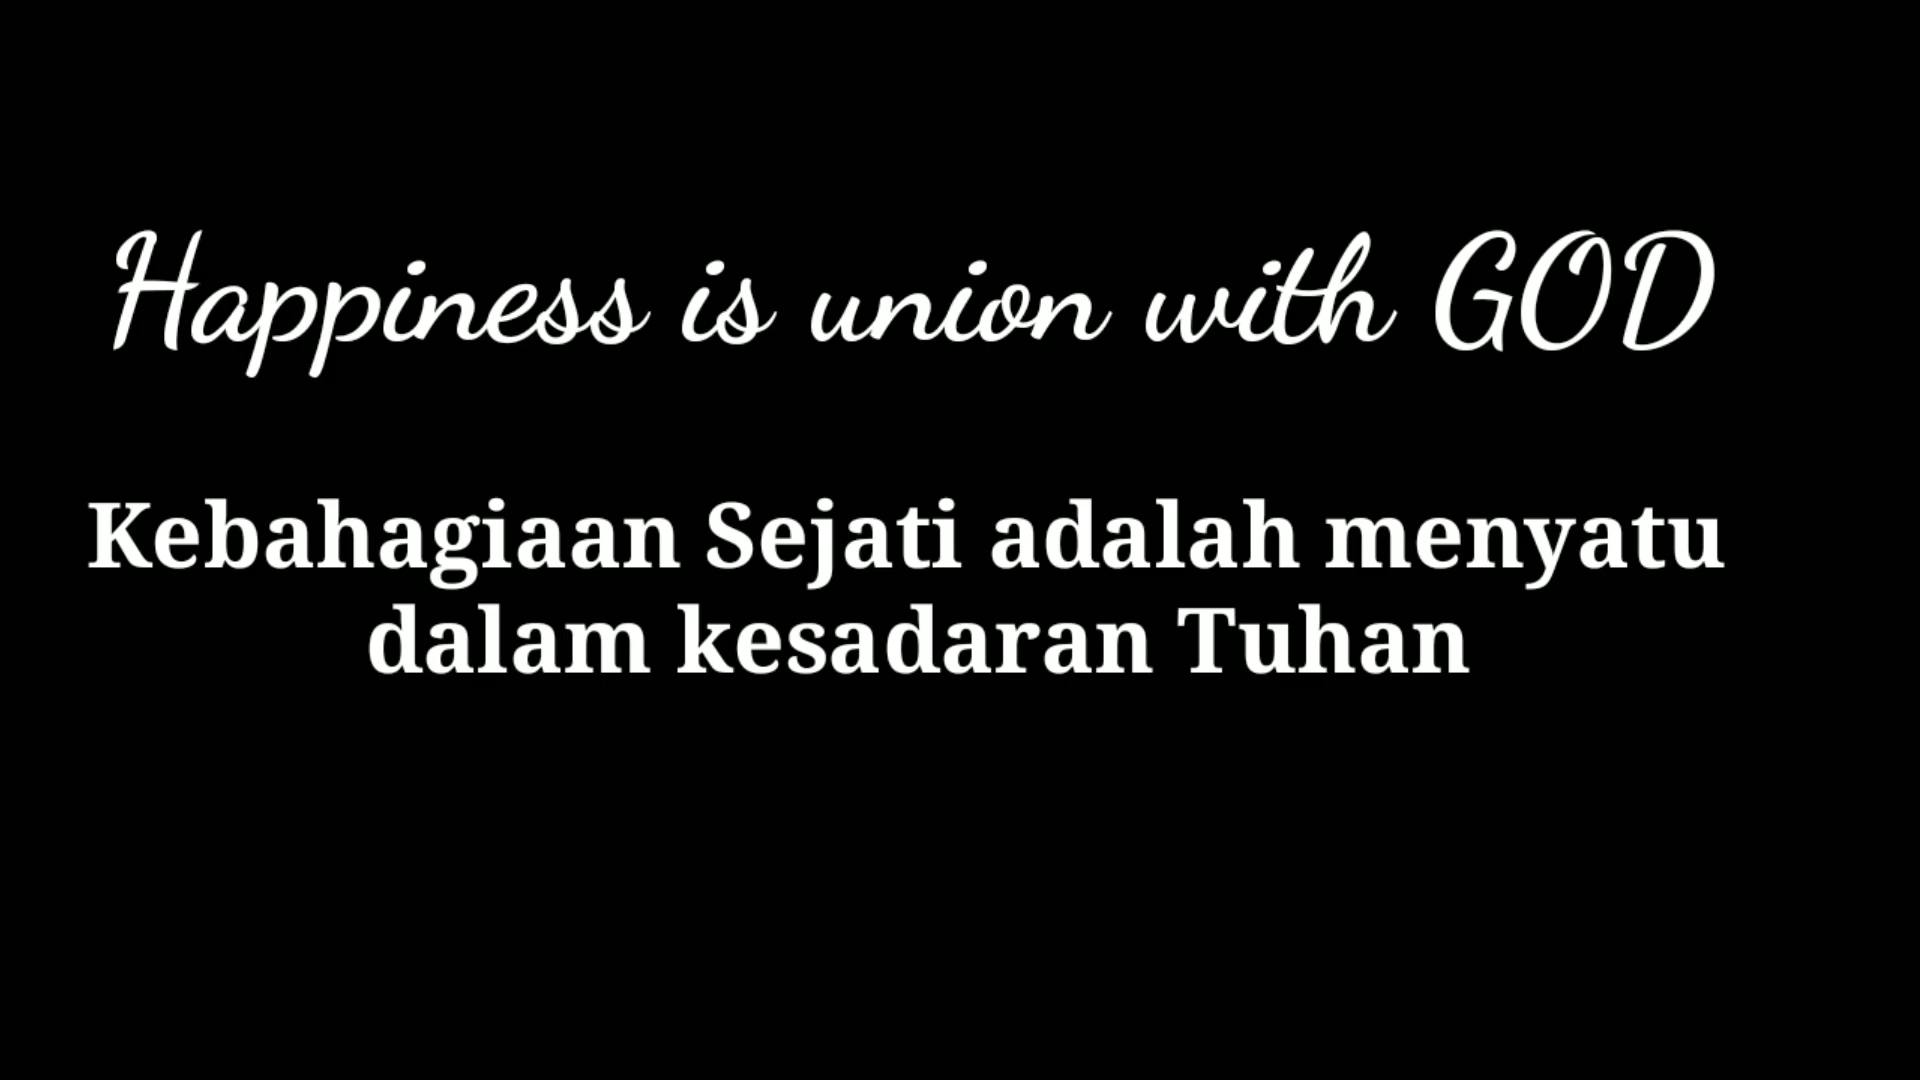 Happiness is union with GOD
Kebahagiaan Sejati adalah menyatu
dalam kesadaran Tuhan